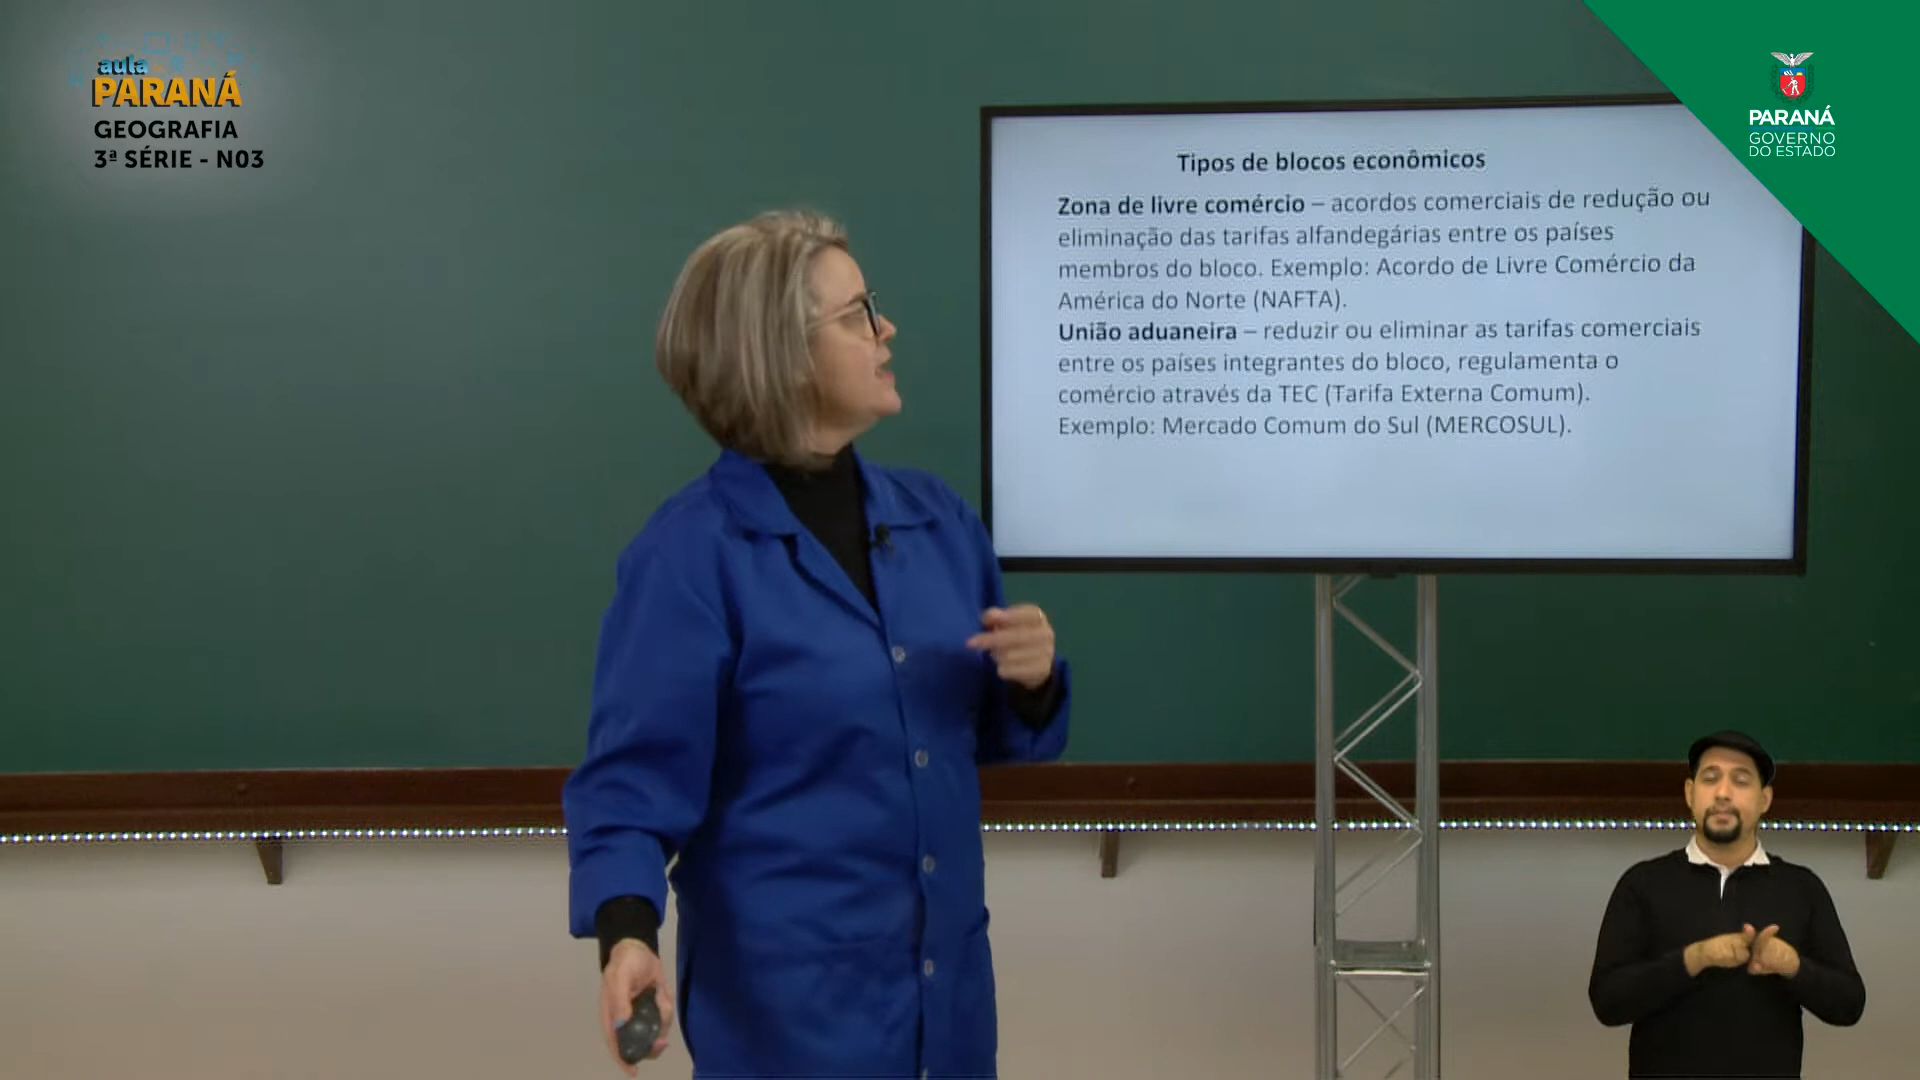 aula
PARANÁ
GEOGRAFIA
3ª SÉRIE - N03
Tipos de blocos econômicos
Zona de livre comércio – acordos comerciais de redução ou
eliminação das tarifas alfandegárias entre os países
membros do bloco. Exemplo: Acordo de Livre Comércio da
América do Norte (NAFTA).
União aduaneira – reduzir ou eliminar as tarifas comerciais
entre os países integrantes do bloco, regulamenta o
comércio através da TEC (Tarifa Externa Comum).
Exemplo: Mercado Comum do Sul (MERCOSUL).
PARANÁ
GOVERNO
DO ESTADO